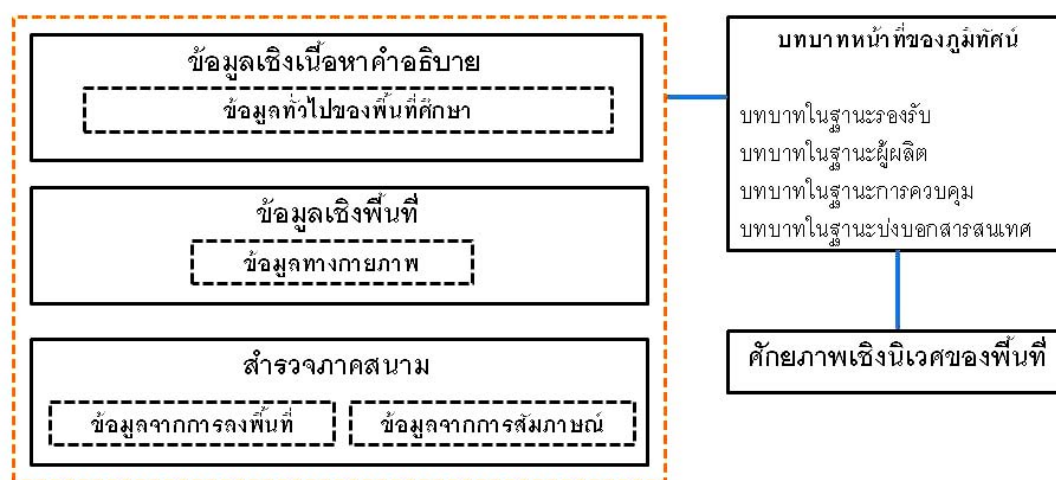 ข้อมูลเชิงเนื้อหาคำอธิบาย
ข้อมูลทั่วไปของพื้นที่ศึกษา
ข้อมูลเชิงพื้นที่
ข้อมูลทางกายภาพ
สำรวจภาคสนาม
ข้อมูลจากการลงพื้นที่
ข้อมูลจากการสัมภาษณ์
บทบาทหน้าที่ของภูมิทัศน์
บทบาทในฐานะรองรับ
บทบาทในฐานะผู้ผลิต
บทบาทในฐานะการควบคุม
บทบาทในฐานะบ่งบอกสารสนเทศ
ศักยภาพเชิงนิเวศของพื้นที่